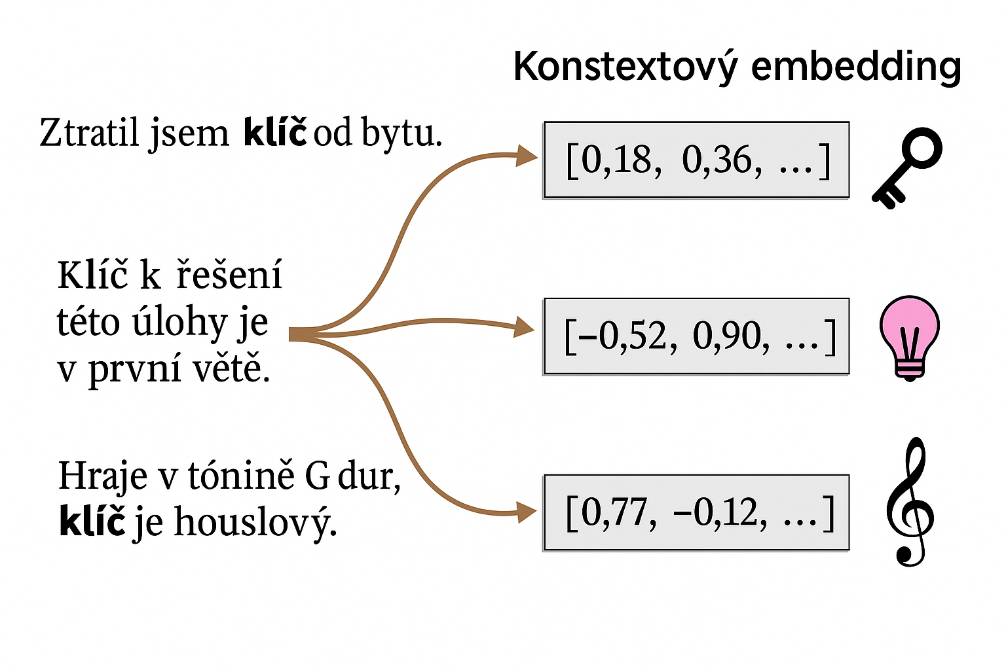 Konstextový embedding
Ztratil jsem klíč od bytu.
[0,18, 0,36, …]
Klíč k řešení
této úlohy je
v první větě.
[−0,52, 0,90, …]
Hraje v tónině G dur,
klíč je houslový.
[0,77, −0,12, …]